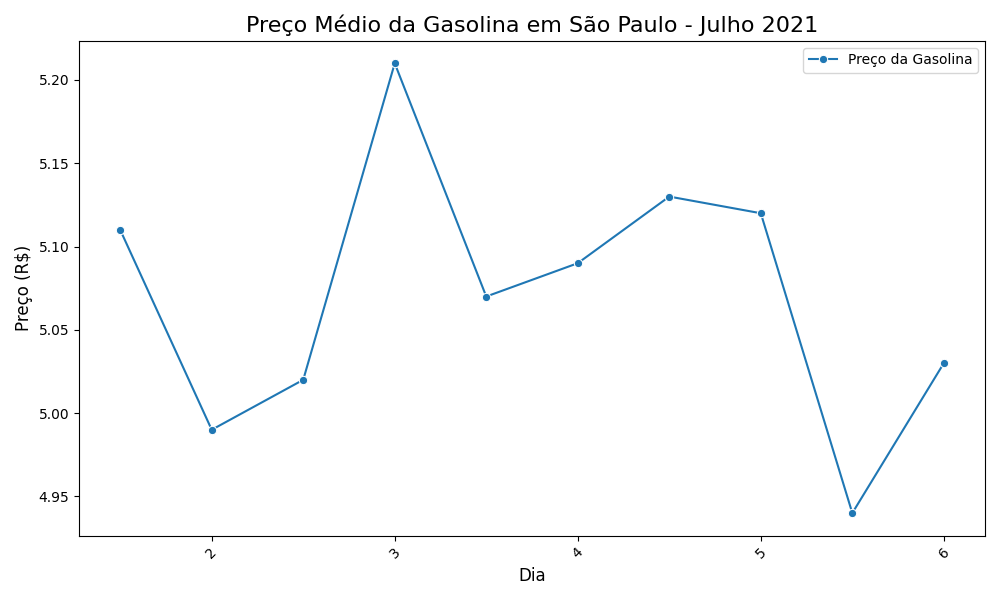 Preço Médio da Gasolina em São Paulo - Julho 2021
Preço da Gasolina
Preço (R$)
5.20
5.15
5.10
5.05
5.00
4.95
2
3
4
5
6
Dia